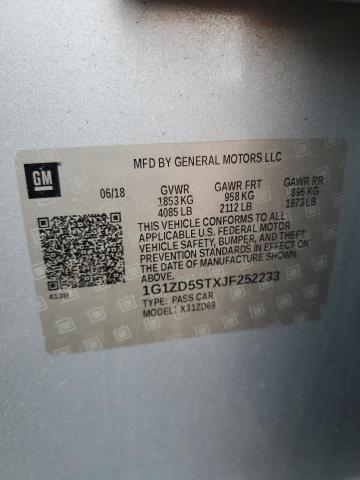 GM
MFD BY GENERAL MOTORS LLC
06/18 GVWR GAWR FRT GAWR RR
1853 KG 958 KG 895 KG
4085 LB 2112 LB 1973 LB
THIS VEHICLE CONFORMS TO ALL
APPLICABLE U.S. FEDERAL MOTOR
VEHICLE SAFETY, BUMPER, AND THEFT
PREVENTION STANDARDS IN EFFECT ON
THE DATE OF MANUFACTURE SHOWN
ABOVE.
1G1ZD5STXJF252233
413B TYPE: PASS CAR
MODEL: X31ZD69